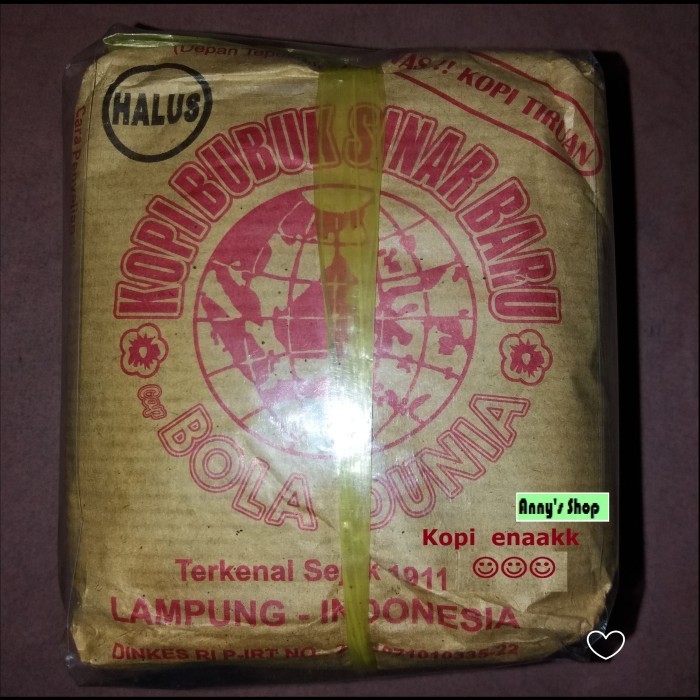 (Depan Tep
HALUS
AS?! KOPI TIRUAN
KOPI BUBUK SINAR BARU
Cap
BOLA DUNIA
Anny's Shop
Kopi enaakk
Terkenal Sejak 1911
LAMPUNG - INDONESIA
DINKES RI P-IRT NO.